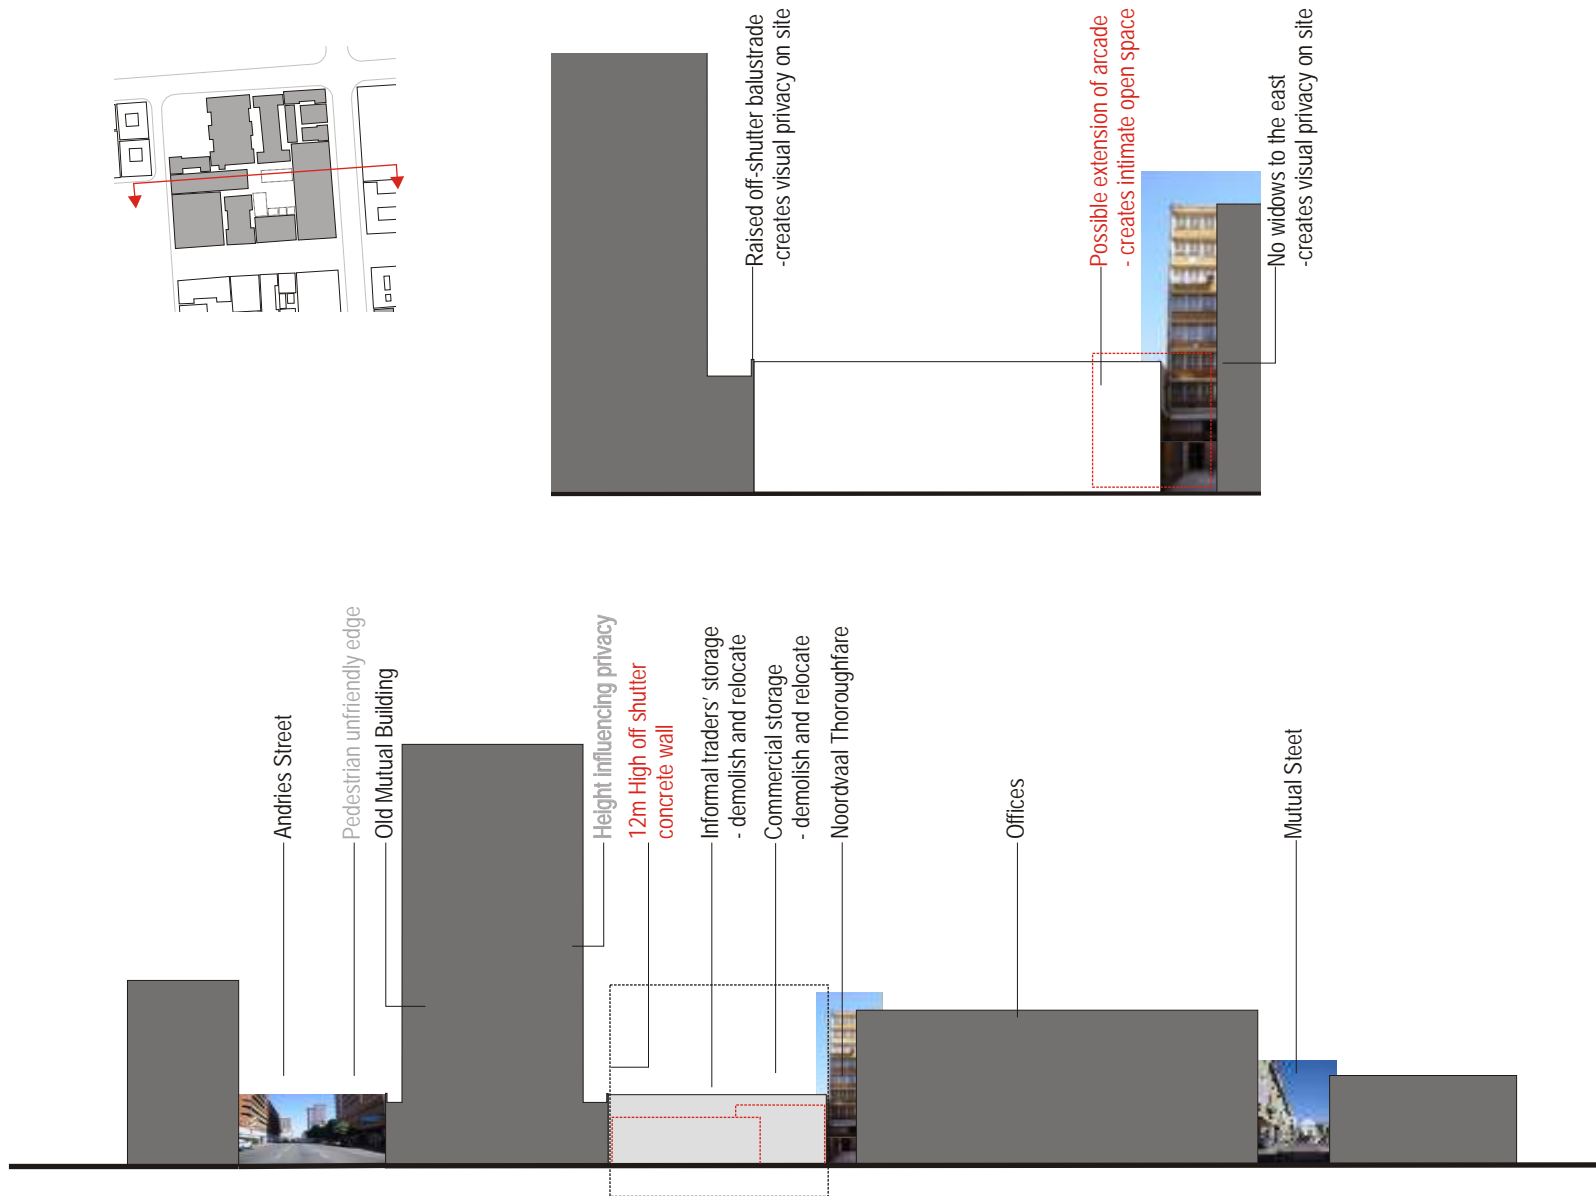 Raised off-shutter balustrade
-creates visual privacy on site
Possible extension of arcade
- creates intimate open space
No widows to the east
-creates visual privacy on site
Andries Street
Pedestrian unfriendly edge
Old Mutual Building
Height influencing privacy
12m High off shutter
concrete wall
Informal traders' storage
- demolish and relocate
Commercial storage
- demolish and relocate
Noordvaal Thoroughfare
Offices
Mutual Steet